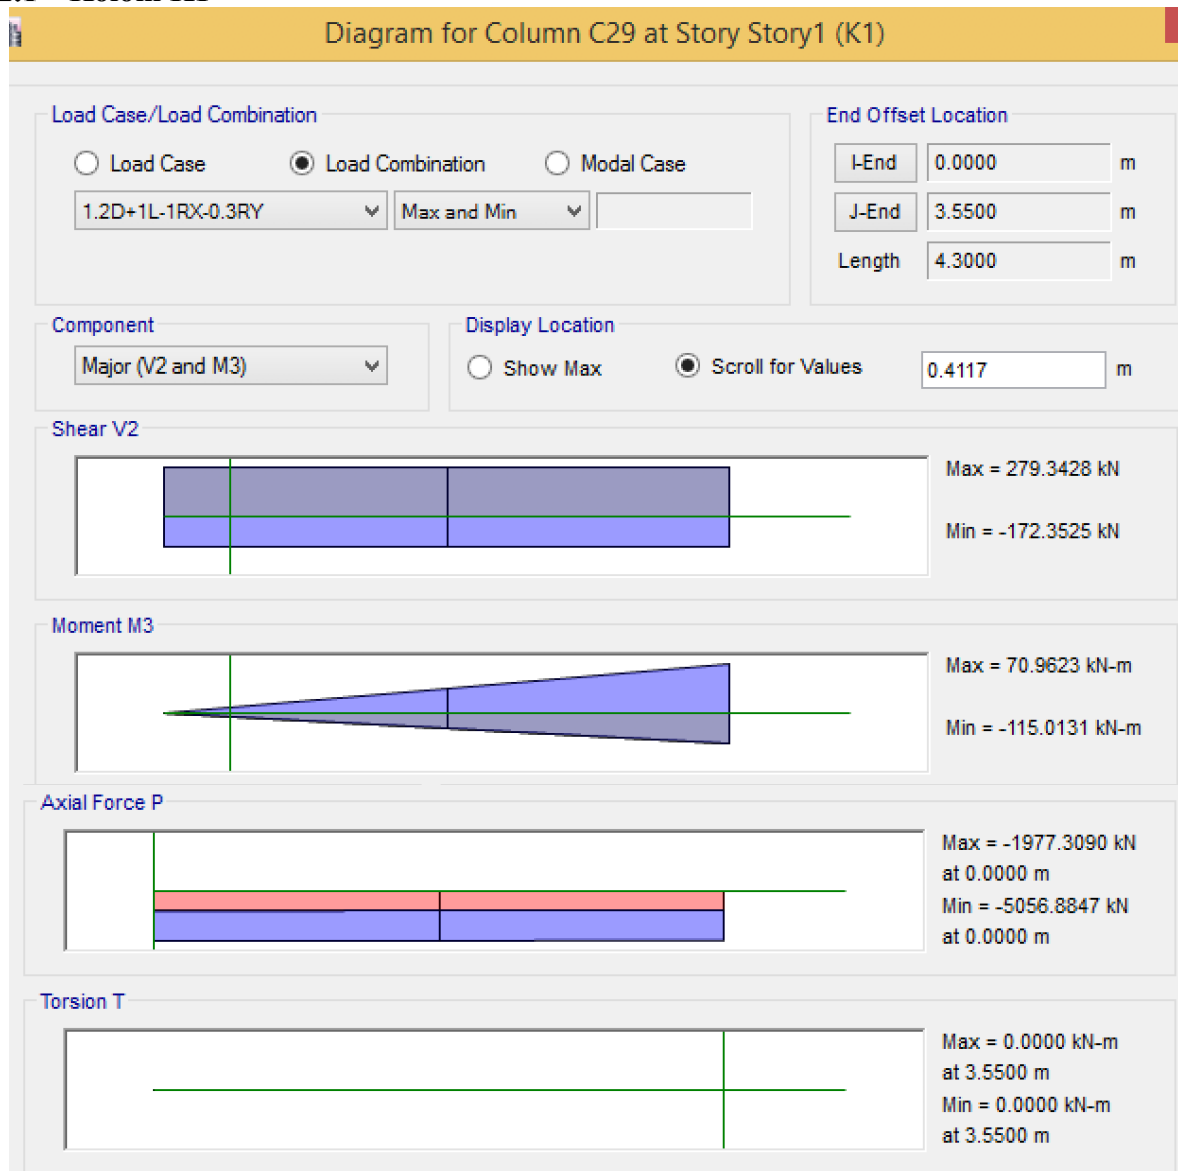 Diagram for Column C29 at Story Story1 (K1)
Load Case/Load Combination
End Offset Location
Load Case Load Combination Modal Case
I-End 0.0000 m
1.2D+1L-1RX-0.3RY Max and Min
J-End 3.5500 m
Length 4.3000 m
Component
Display Location
Major (V2 and M3)
Show Max Scroll for Values 0.4117 m
Shear V2
Max = 279.3428 kN
Min = -172.3525 kN
Moment M3
Max = 70.9623 kN-m
Min = -115.0131 kN-m
Axial Force P
Max = -1977.3090 kN
at 0.0000 m
Min = -5056.8847 kN
at 0.0000 m
Torsion T
Max = 0.0000 kN-m
at 3.5500 m
Min = 0.0000 kN-m
at 3.5500 m